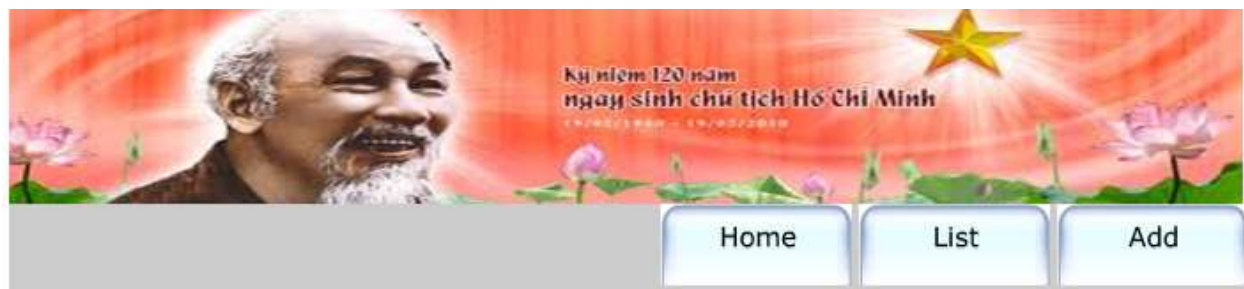 Kỷ niệm 120 năm
ngày sinh chủ tịch Hồ Chí Minh
Home
List
Add